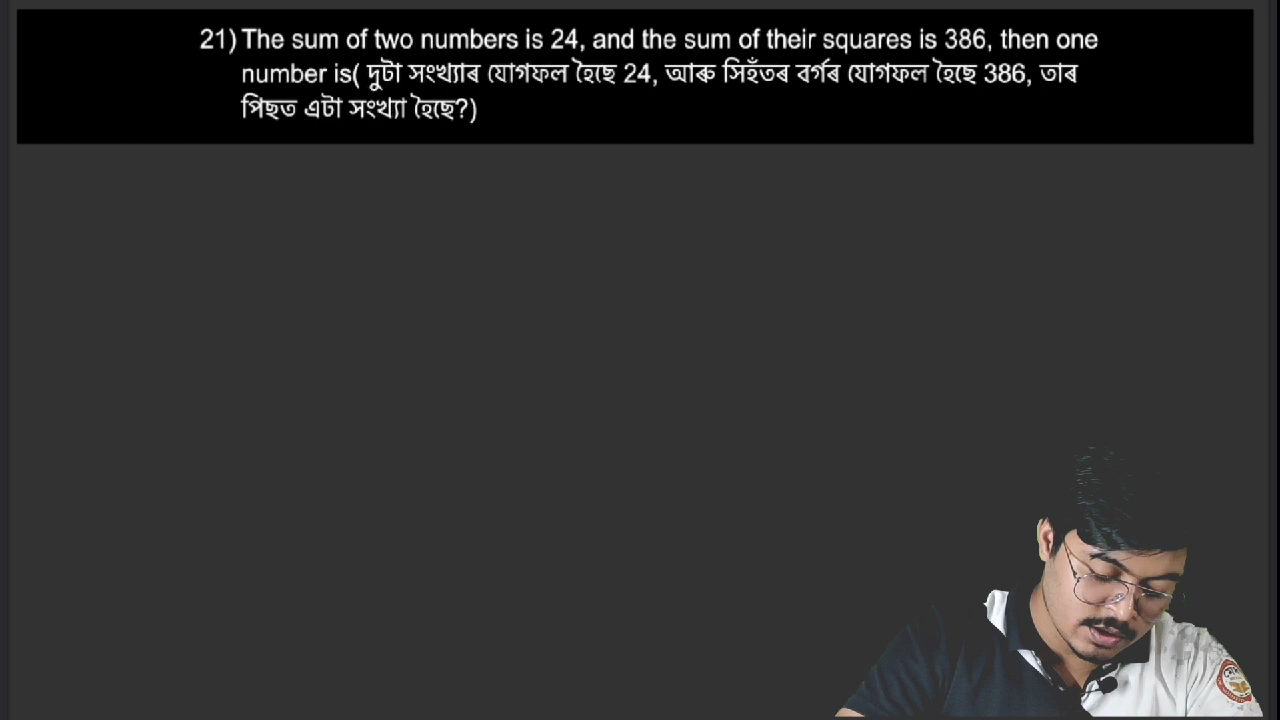 21) The sum of two numbers is 24, and the sum of their squares is 386, then one
number is( দুটা সংখ্যাৰ যোগফল হৈছে 24, আৰু সিহঁতৰ বৰ্গৰ যোগফল হৈছে 386, তাৰ
পিছত এটা সংখ্যা হৈছে?)